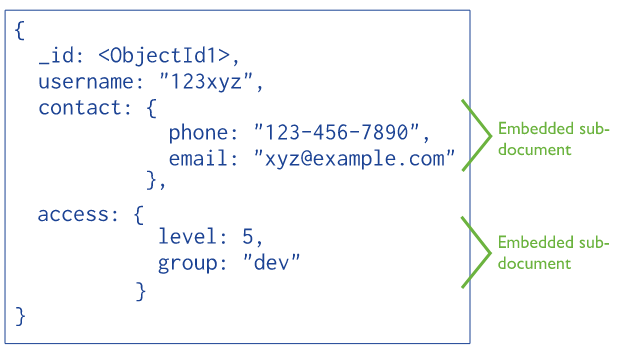 {
_id: <ObjectId1>,
username: "123xyz",
contact: {
phone: "123-456-7890",
email: "xyz@example.com"
},
access: {
level: 5,
group: "dev"
}
}
Embedded sub-
document
Embedded sub-
document